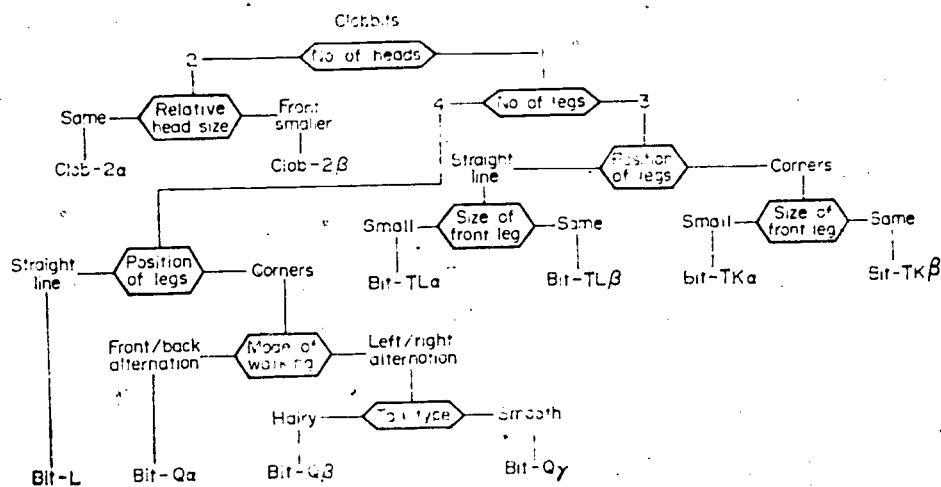 Clobbits
No of heads
2
1
Same
Relative
head size
Front
smaller
4
No of legs
3
Clob-2α
Clob-2β
Straight
line
Position
of legs
Corners
Small
Size of
front leg
Same
Small
Size of
front leg
Same
Bit-TLα
Bit-TLβ
bit-TKα
Bit-TKβ
Straight
line
Position
of legs
Corners
Front/back
alternation
Mode of
walking
Left/right
alternation
Hairy
Tail type
Smooth
Bit-L
Bit-Qα
Bit-Qβ
Bit-Qγ